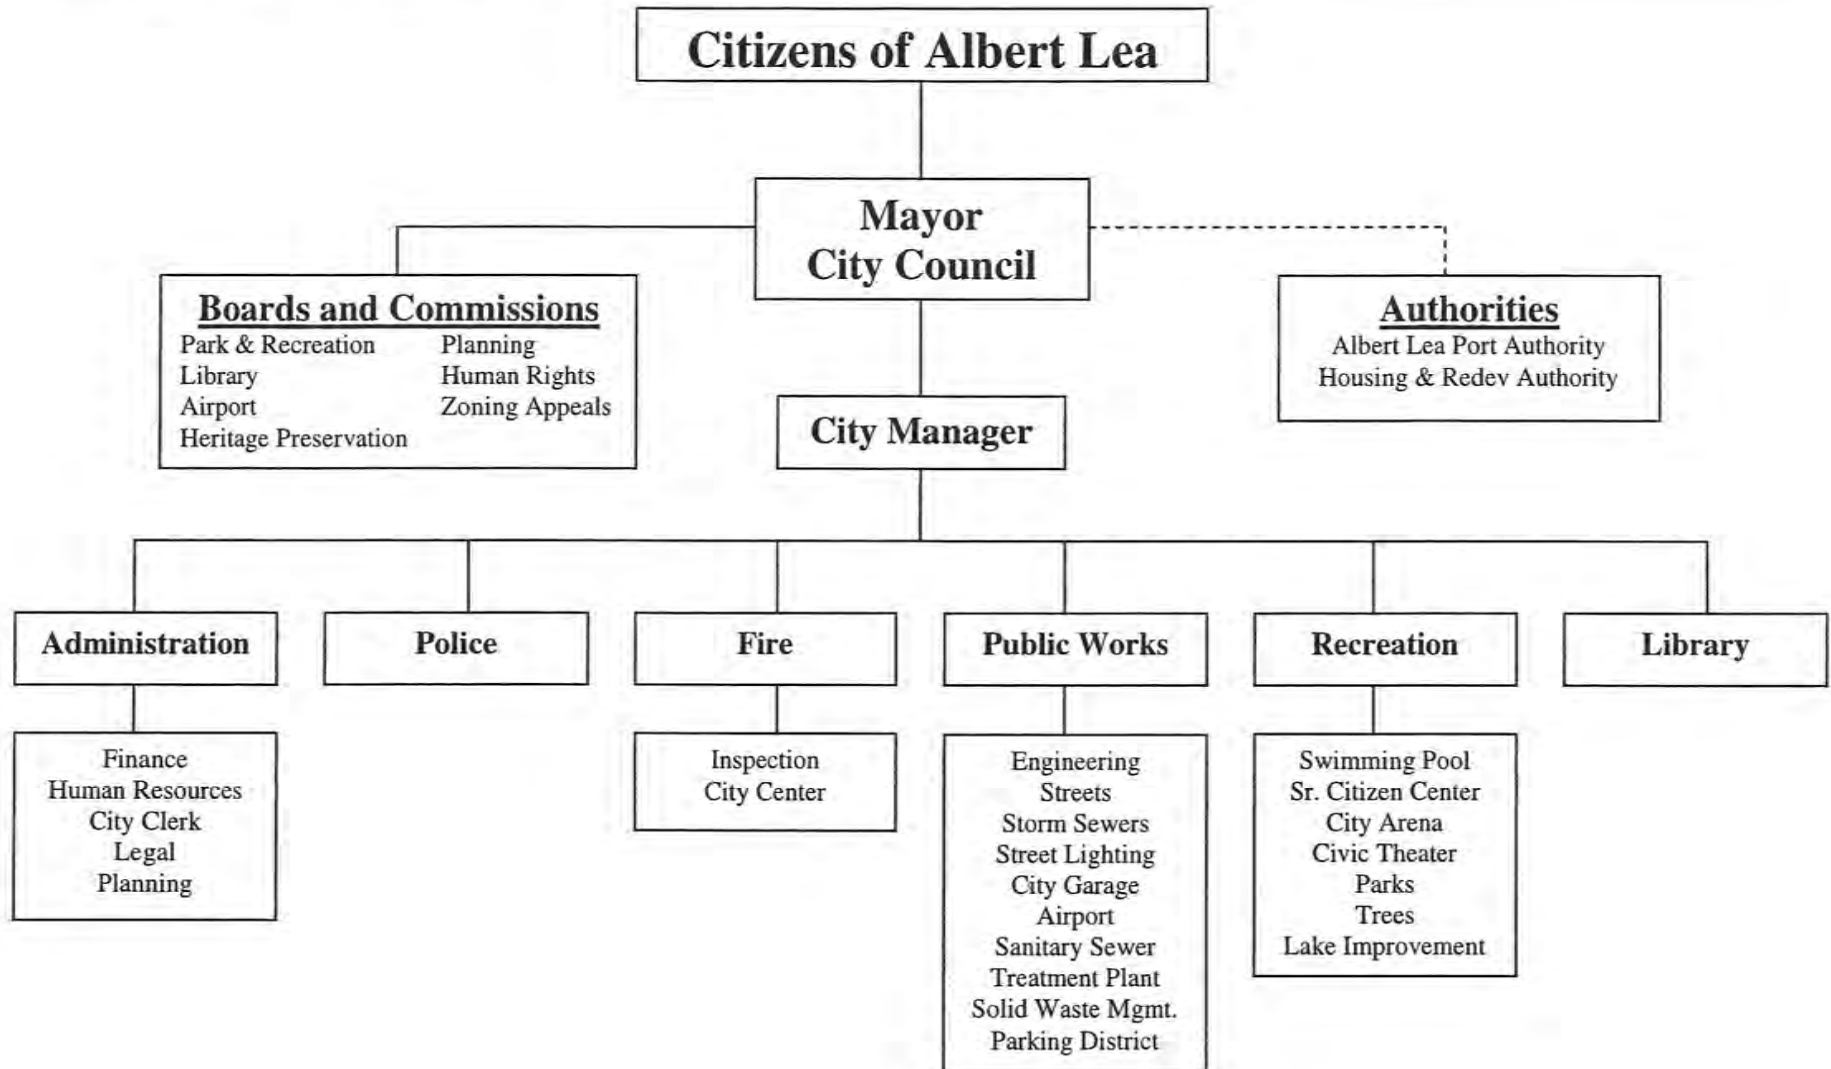 Citizens of Albert Lea
Mayor
City Council
Boards and Commissions
Park & Recreation
Library
Airport
Heritage Preservation
Planning
Human Rights
Zoning Appeals
Authorities
Albert Lea Port Authority
Housing & Redev Authority
City Manager
Administration
Finance
Human Resources
City Clerk
Legal
Planning
Police
Fire
Inspection
City Center
Public Works
Engineering
Streets
Storm Sewers
Street Lighting
City Garage
Airport
Sanitary Sewer
Treatment Plant
Solid Waste Mgmt.
Parking District
Recreation
Swimming Pool
Sr. Citizen Center
City Arena
Civic Theater
Parks
Trees
Lake Improvement
Library